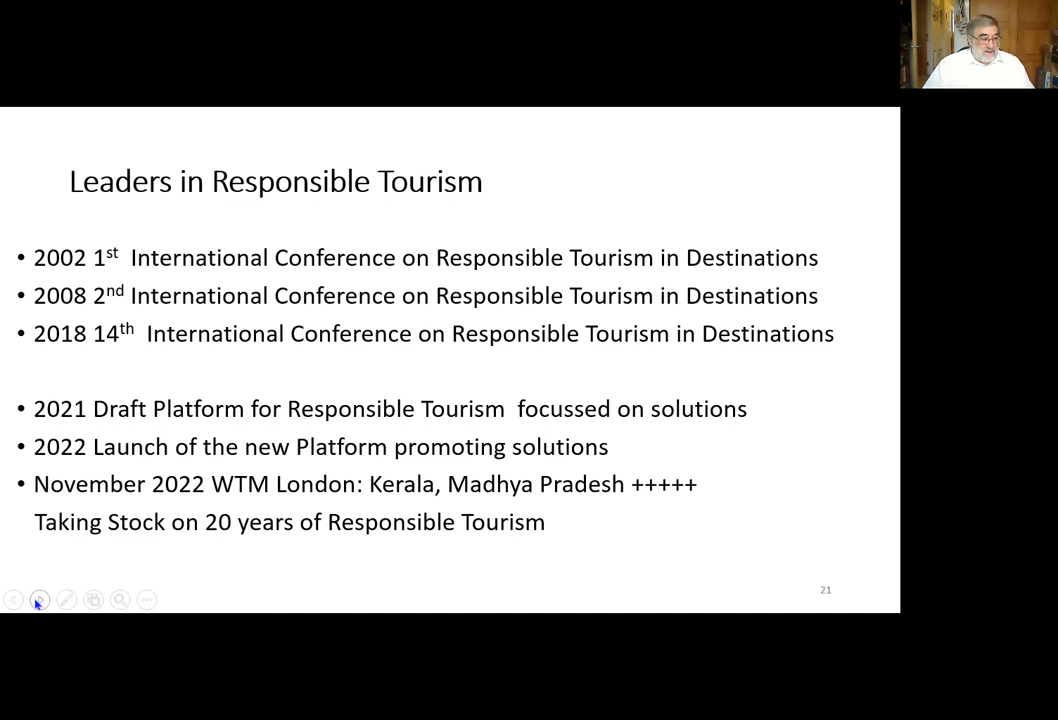 Leaders in Responsible Tourism
• 2002 1st International Conference on Responsible Tourism in Destinations
• 2008 2nd International Conference on Responsible Tourism in Destinations
• 2018 14th International Conference on Responsible Tourism in Destinations
• 2021 Draft Platform for Responsible Tourism focussed on solutions
• 2022 Launch of the new Platform promoting solutions
• November 2022 WTM London: Kerala, Madhya Pradesh +++++
Taking Stock on 20 years of Responsible Tourism
21